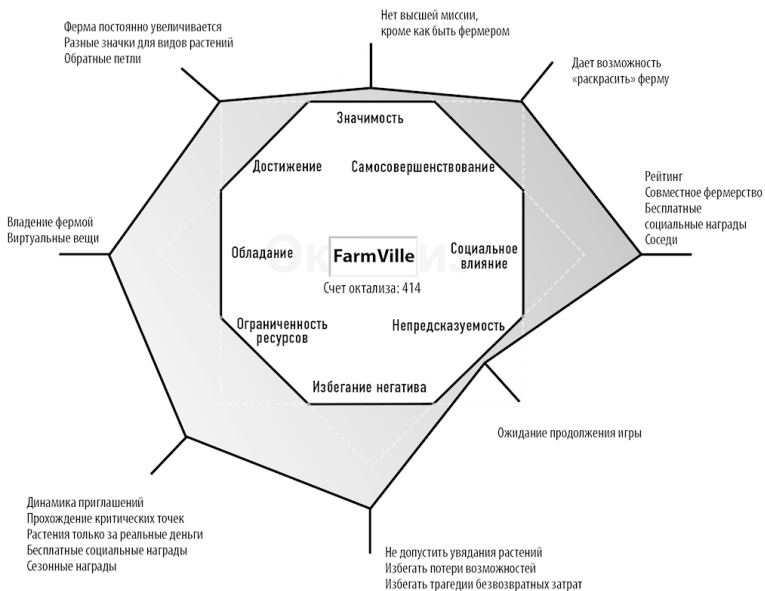 Нет высшей миссии,
кроме как быть фермером
Ферма постоянно увеличивается
Разные значки для видов растений
Обратные петли
Дает возможность
«раскрасить» ферму
Значимость
Достижение
Самосовершенствование
Рейтинг
Совместное фермерство
Бесплатные
социальные награды
Соседи
Владение фермой
Виртуальные вещи
Обладание
FarmVille
Социальное
влияние
Счет октализа: 414
Ограниченность
ресурсов
Непредсказуемость
Избегание негатива
Ожидание продолжения игры
Динамика приглашений
Прохождение критических точек
Растения только за реальные деньги
Бесплатные социальные награды
Сезонные награды
Не допустить увядания растений
Избегать потери возможностей
Избегать трагедии безвозвратных затрат